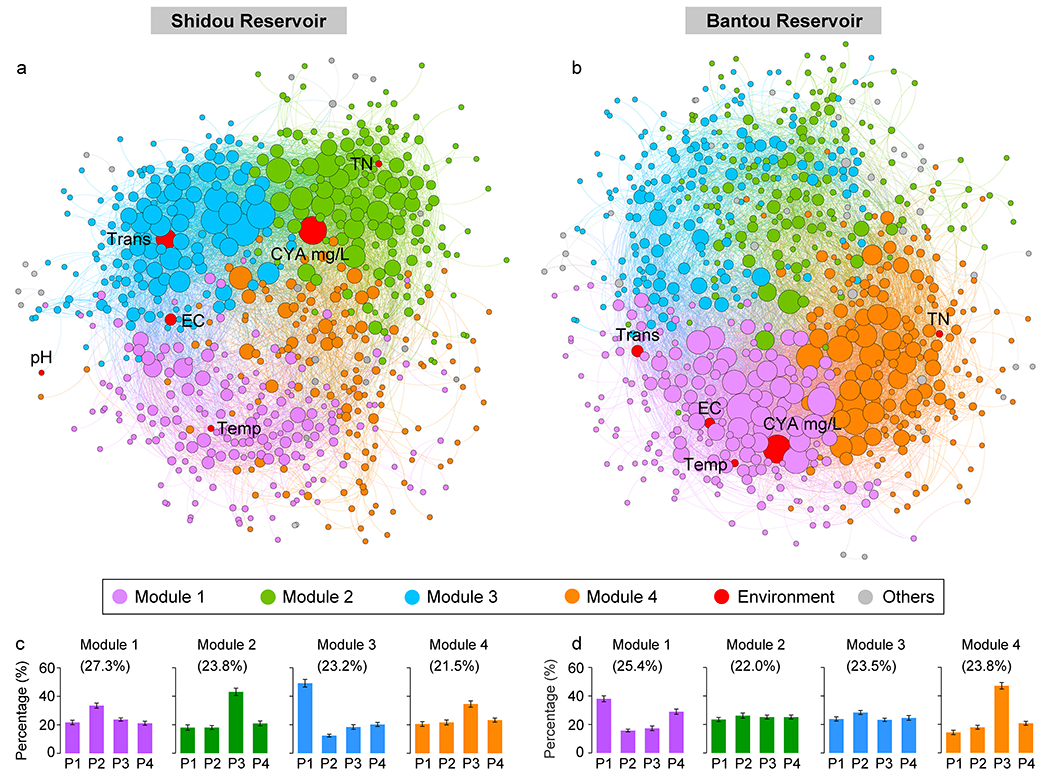 Shidou Reservoir
Bantou Reservoir
a
b
TN
Trans
CYA mg/L
EC
pH
Temp
TN
Trans
EC
CYA mg/L
Temp
Module 1
Module 2
Module 3
Module 4
Environment
Others
c
Module 1
(27.3%)
Module 2
(23.8%)
Module 3
(23.2%)
Module 4
(21.5%)
Percentage (%)
60
40
20
0
P1 P2 P3 P4
P1 P2 P3 P4
P1 P2 P3 P4
P1 P2 P3 P4
d
Module 1
(25.4%)
Module 2
(22.0%)
Module 3
(23.5%)
Module 4
(23.8%)
Percentage (%)
60
40
20
0
P1 P2 P3 P4
P1 P2 P3 P4
P1 P2 P3 P4
P1 P2 P3 P4